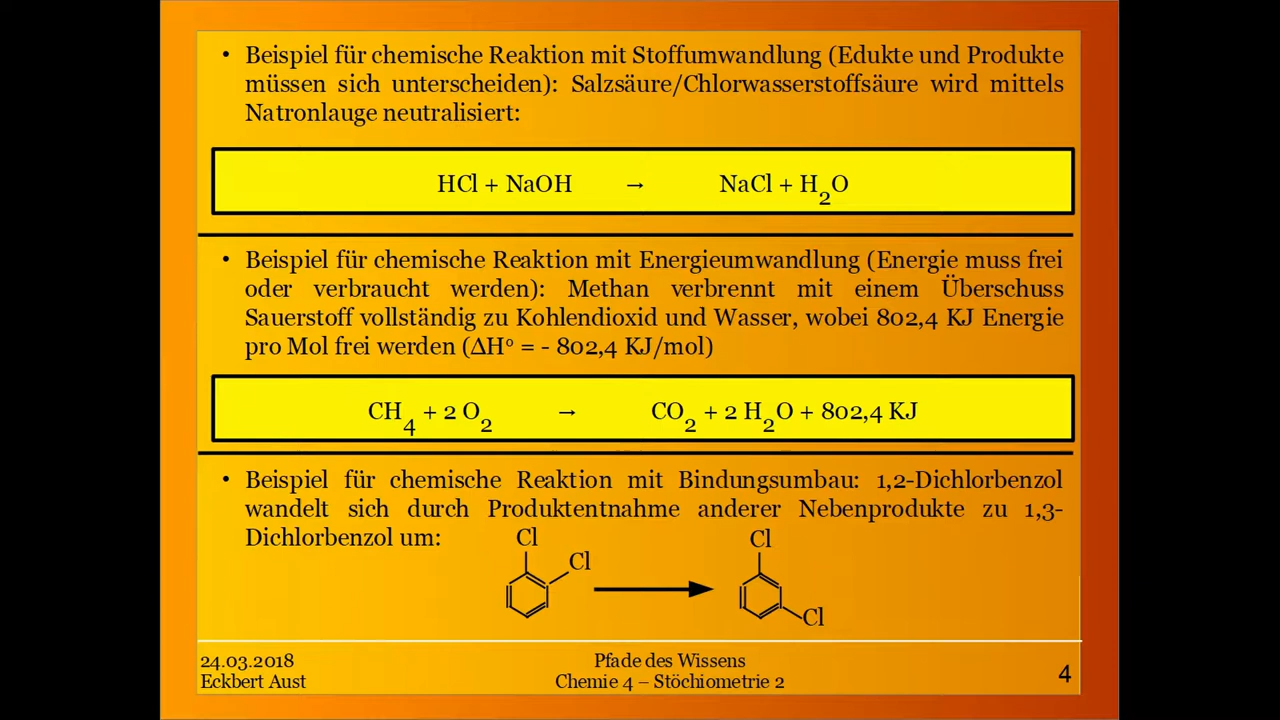 • Beispiel für chemische Reaktion mit Stoffumwandlung (Edukte und Produkte
müssen sich unterscheiden): Salzsäure/Chlorwasserstoffsäure wird mittels
Natronlauge neutralisiert:
HCl + NaOH → NaCl + H₂O
• Beispiel für chemische Reaktion mit Energieumwandlung (Energie muss frei
oder verbraucht werden): Methan verbrennt mit einem Überschuss
Sauerstoff vollständig zu Kohlendioxid und Wasser, wobei 802,4 KJ Energie
pro Mol frei werden (ΔH° = - 802,4 KJ/mol)
CH₄ + 2 O₂ → CO₂ + 2 H₂O + 802,4 KJ
• Beispiel für chemische Reaktion mit Bindungsumbau: 1,2-Dichlorbenzol
wandelt sich durch Produktentnahme anderer Nebenprodukte zu 1,3-
Dichlorbenzol um:
Cl
Cl
Cl
Cl
24.03.2018
Eckbert Aust
Pfade des Wissens
Chemie 4 – Stöchiometrie 2
4